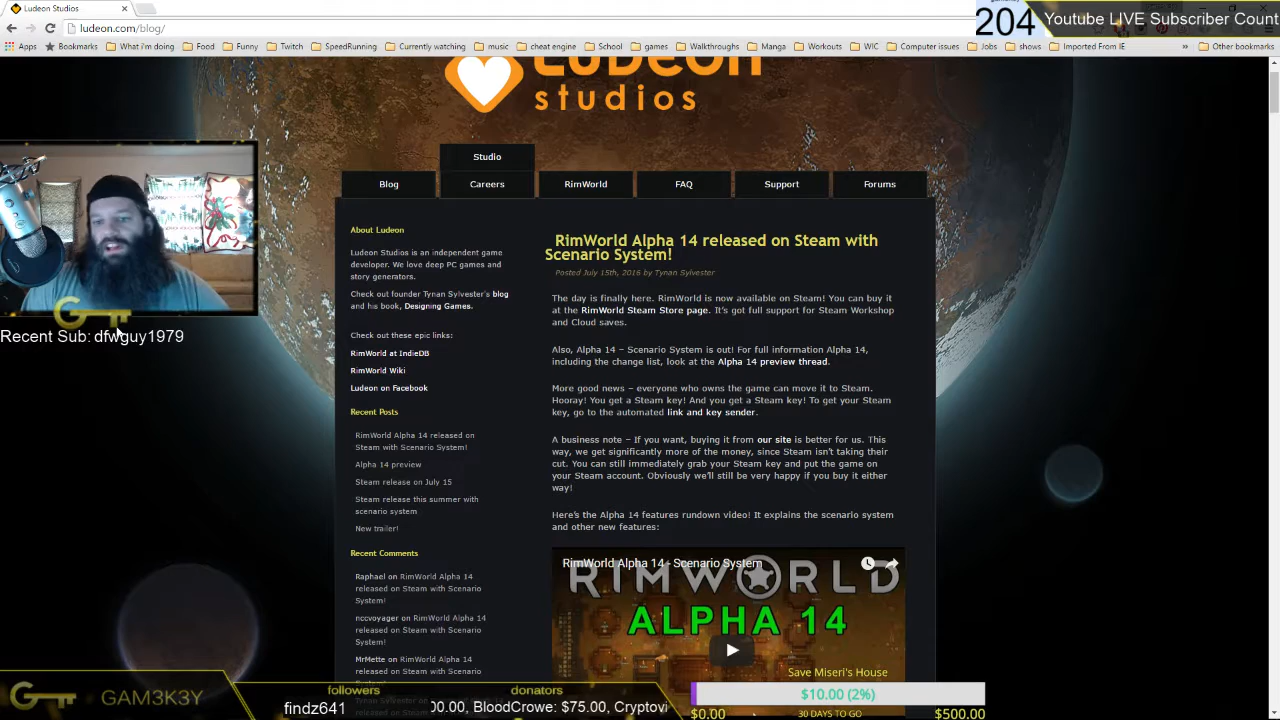 Ludeon Studios
ludeon.com/blog/
204
Youtube LIVE Subscriber Count
Apps
Bookmarks
What i'm doing
Food
Funny
Twitch
SpeedRunning
Currently watching
music
cheat engine
School
games
Walkthroughs
Manga
Workouts
WIC
Computer issues
Jobs
shows
Imported From IE
»
Other bookmarks
LUDEON
studios
Studio
Blog
Careers
RimWorld
FAQ
Support
Forums
About Ludeon
Ludeon Studios is an independent game
developer. We love deep PC games and
story generators.
Check out founder Tynan Sylvester's blog
and his book, Designing Games.
Check out these epic links:
RimWorld at IndieDB
RimWorld Wiki
Ludeon on Facebook
Recent Posts
RimWorld Alpha 14 released on
Steam with Scenario System!
Alpha 14 preview
Steam release on July 15
Steam release this summer with
scenario system
New trailer!
Recent Comments
Raphael on RimWorld Alpha 14
released on Steam with Scenario
System!
nccvoyager on RimWorld Alpha 14
released on Steam with Scenario
System!
MrMette on RimWorld Alpha 14
released on Steam with Scenario
RimWorld Alpha 14 released on Steam with
Scenario System!
Posted July 15th, 2016 by Tynan Sylvester
The day is finally here. RimWorld is now available on Steam! You can buy it
at the RimWorld Steam Store page. It's got full support for Steam Workshop
and Cloud saves.
Also, Alpha 14 – Scenario System is out! For full information Alpha 14,
including the change list, look at the Alpha 14 preview thread.
More good news – everyone who owns the game can move it to Steam.
Hooray! You get a Steam key! And you get a Steam key! To get your Steam
key, go to the automated link and key sender.
A business note – If you want, buying it from our site is better for us. This
way, we get significantly more of the money, since Steam isn't taking their
cut. You can still immediately grab your Steam key and put the game on
your Steam account. Obviously we'll still be very happy if you buy it either
way!
Here's the Alpha 14 features rundown video! It explains the scenario system
and other new features:
RimWorld Alpha 14 - Scenario System
RIMWORLD
ALPHA 14
Recent Sub: dfwguy1979
GAM3K3Y
followers
findz641
donators
00.00, BloodCrowe: $75.00, Cryptovi
Save Miseri's House
$10.00 (2%)
$0.00
30 DAYS TO GO
$500.00